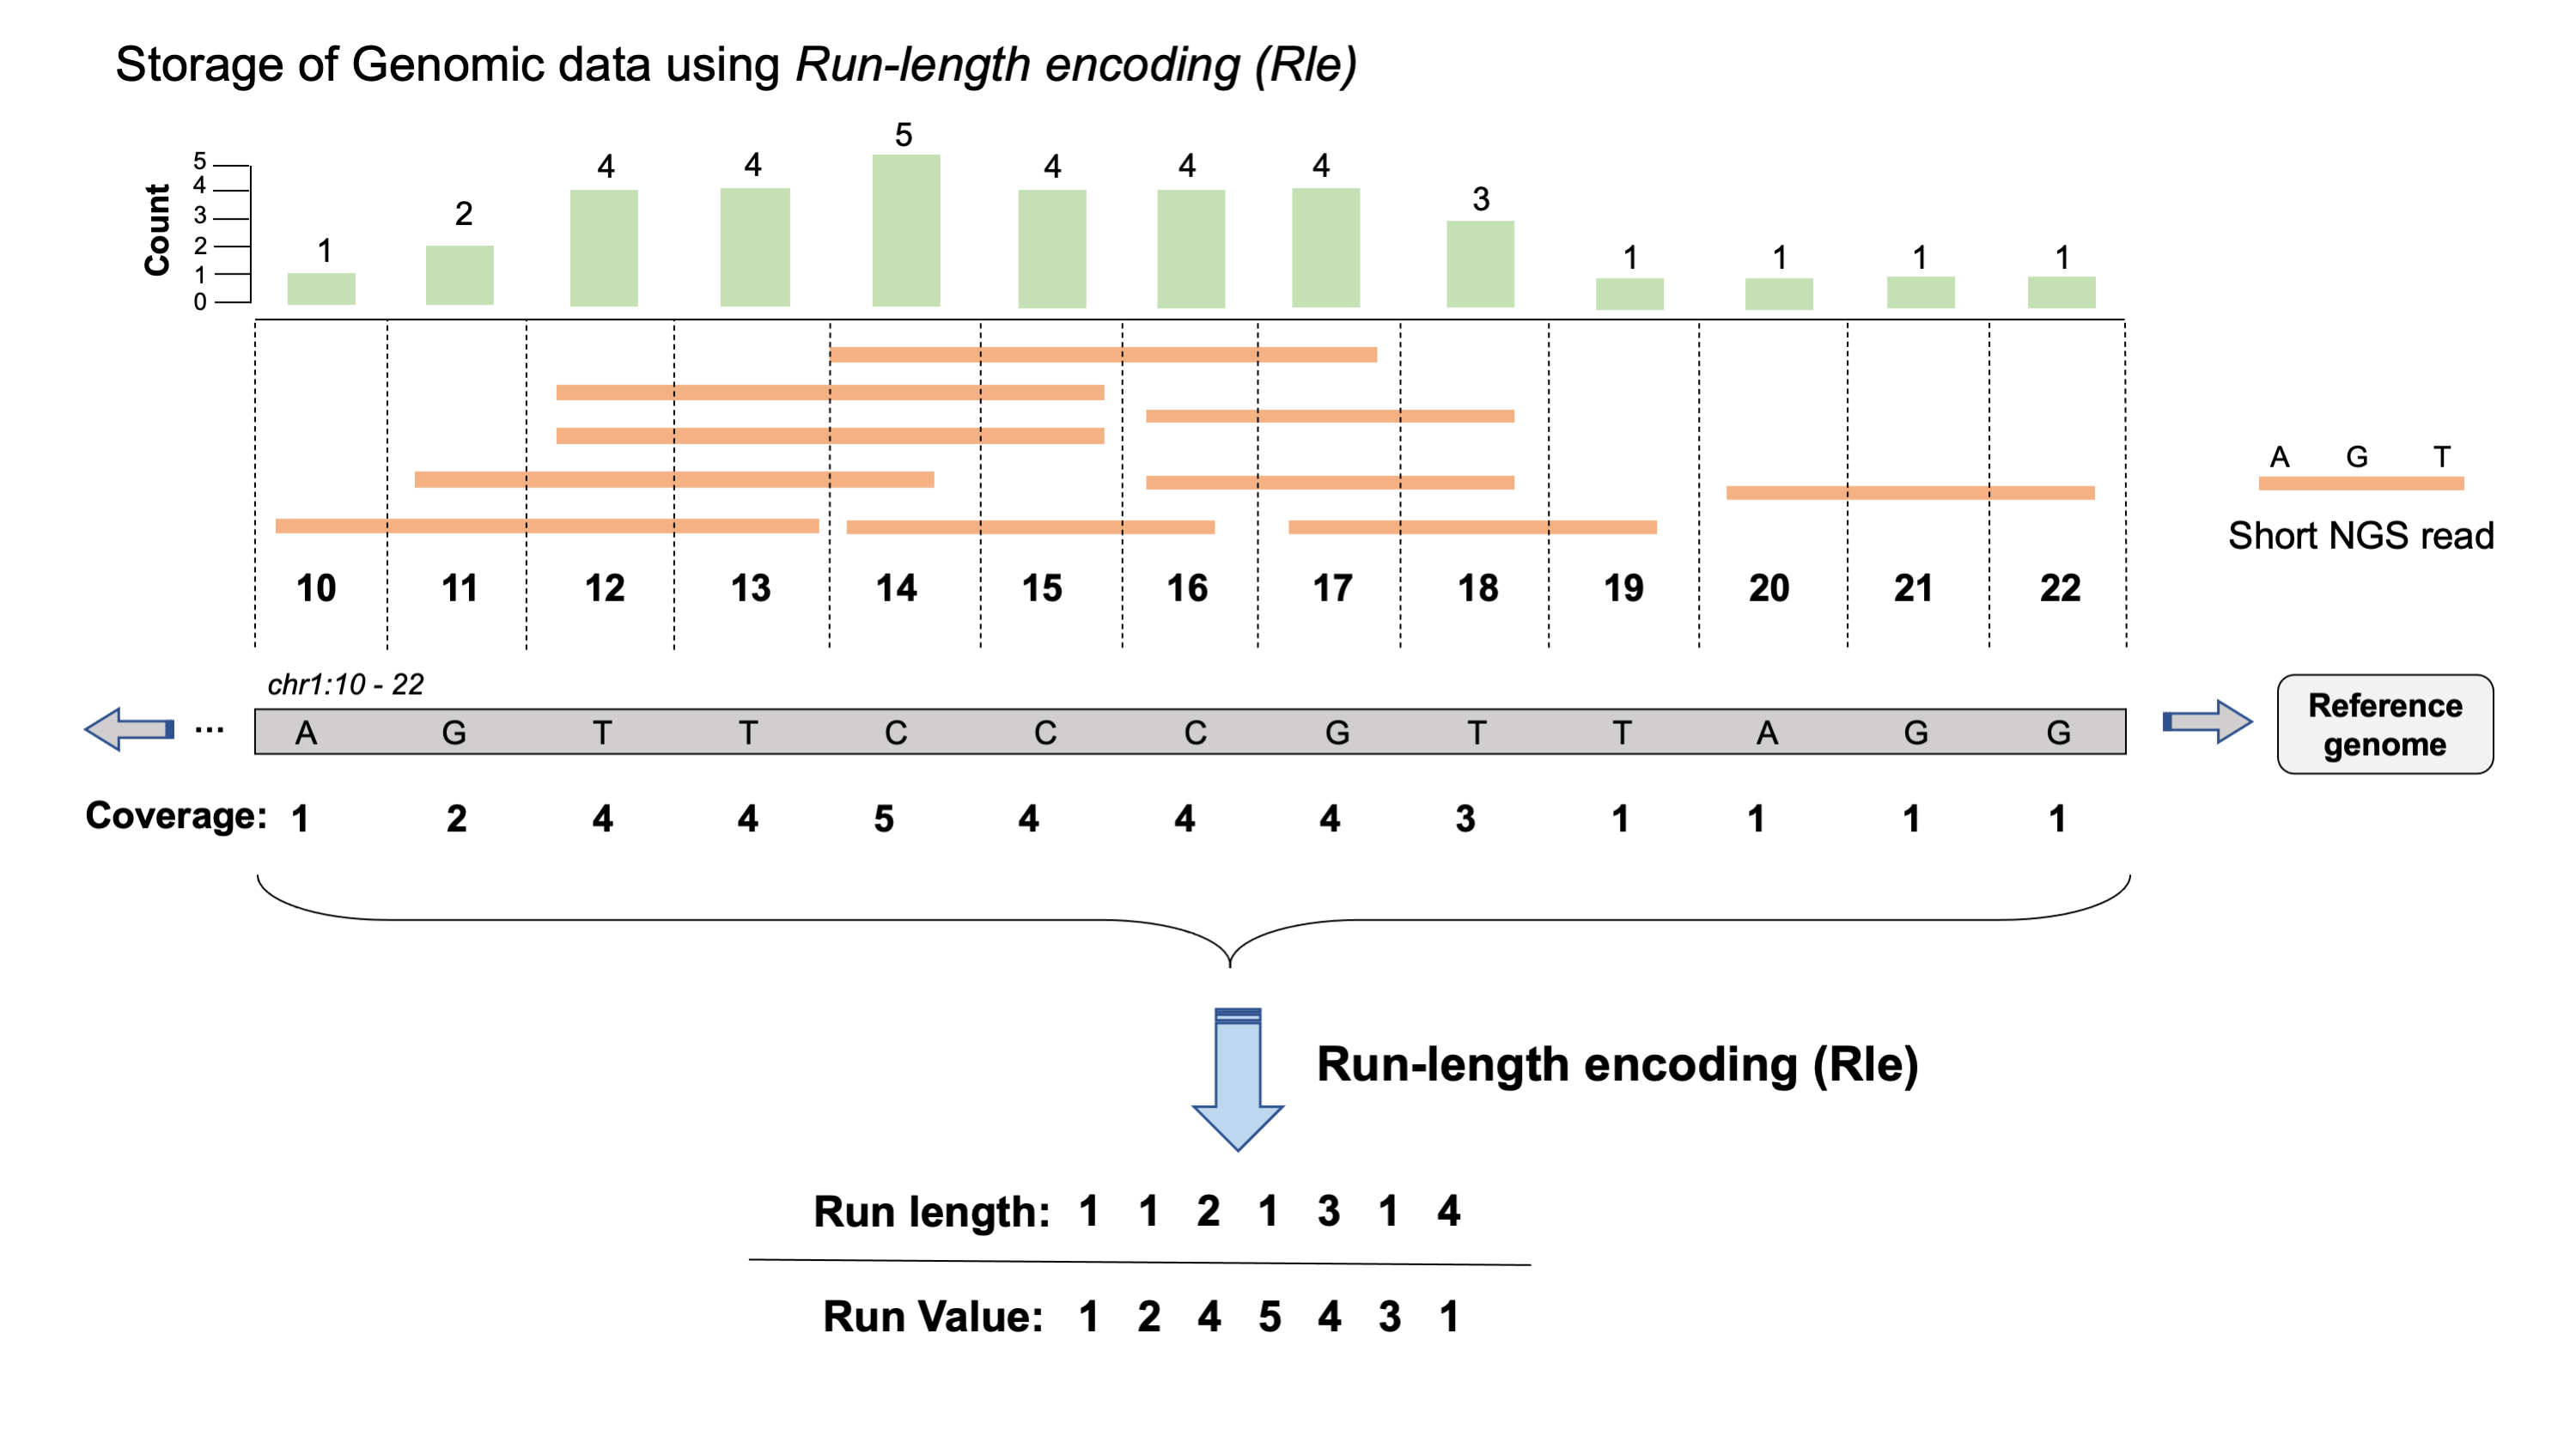 Storage of Genomic data using Run-length encoding (Rle)
Count
5
4
3
2
1
0
1 2 4 4 5 4 4 4 3 1 1 1 1
A G T
Short NGS read
10 11 12 13 14 15 16 17 18 19 20 21 22
chr1:10 - 22
... A G T T C C C G T T A G G
Reference
genome
Coverage: 1 2 4 4 5 4 4 4 3 1 1 1 1
Run-length encoding (Rle)
Run length: 1 1 2 1 3 1 4
Run Value: 1 2 4 5 4 3 1